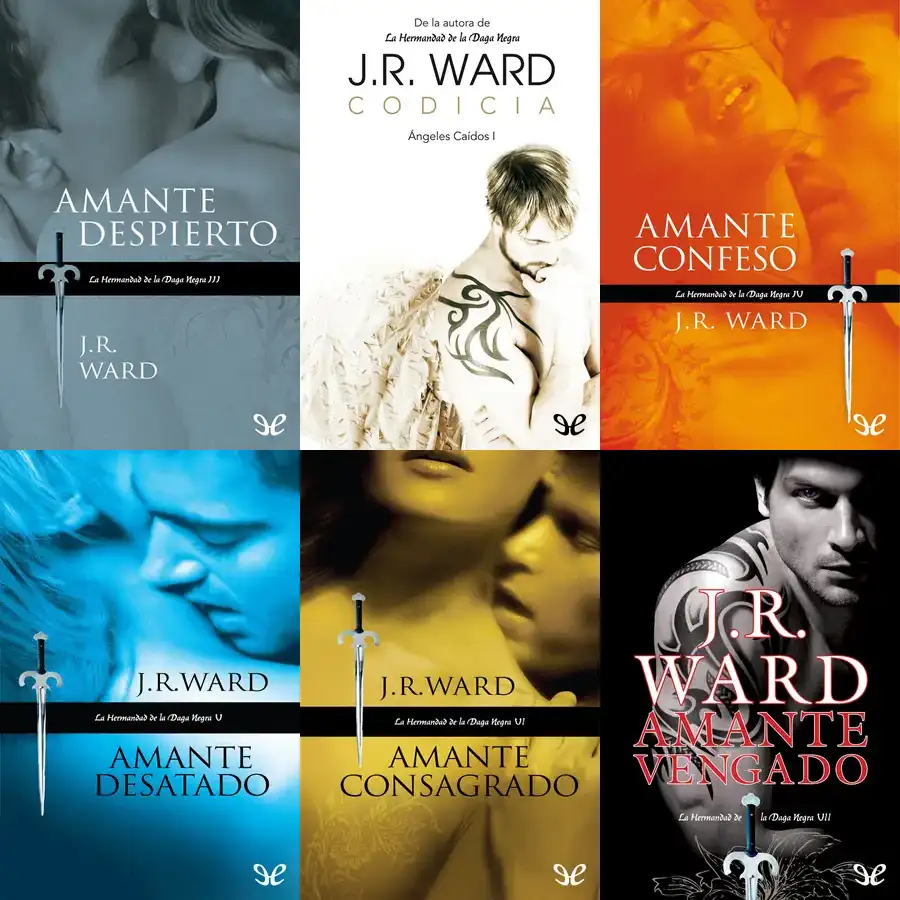 AMANTE
DESPIERTO
La Hermandad de la Daga Negra III
J.R.
WARD
De la autora de
La Hermandad de la Daga Negra
J.R. WARD
CODICIA
Ángeles Caídos I
AMANTE
CONFESO
La Hermandad de la Daga Negra IV
J.R. WARD
J.R.WARD
La Hermandad de la Daga Negra V
AMANTE
DESATADO
J.R.WARD
La Hermandad de la Daga Negra VI
AMANTE
CONSAGRADO
J.R.
WARD
AMANTE
VENGADO
La Hermandad de la Daga Negra VII